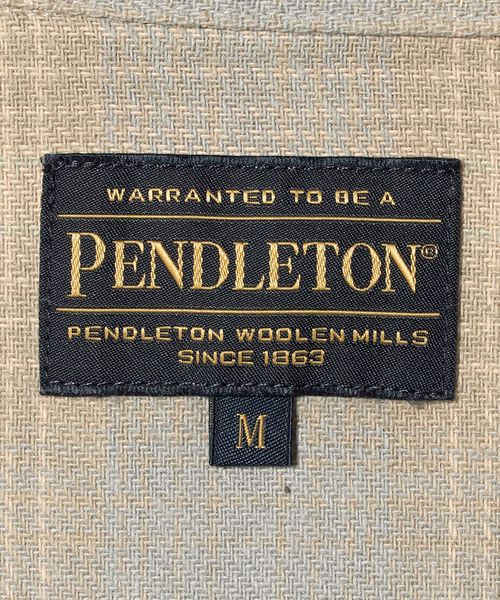 WARRANTED TO BE A
PENDLETON®
PENDLETON WOOLEN MILLS
SINCE 1863
M